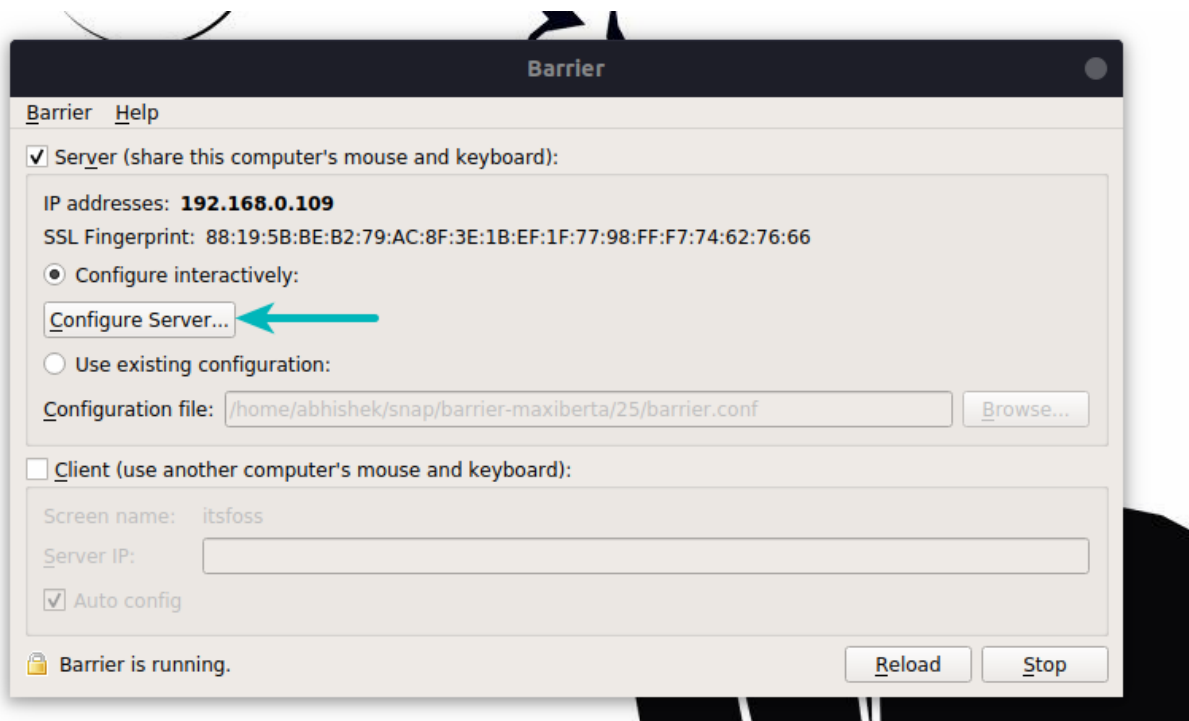 Barrier
Barrier Help
Server (share this computer's mouse and keyboard):
IP addresses: 192.168.0.109
SSL Fingerprint: 88:19:5B:BE:B2:79:AC:8F:3E:1B:EF:1F:77:98:FF:F7:74:62:76:66
Configure interactively:
Configure Server...
Use existing configuration:
Configuration file: /home/abhishek/snap/barrier-maxiberta/25/barrier.conf Browse...
Client (use another computer's mouse and keyboard):
Screen name: itsfoss
Server IP:
Auto config
Barrier is running. Reload Stop